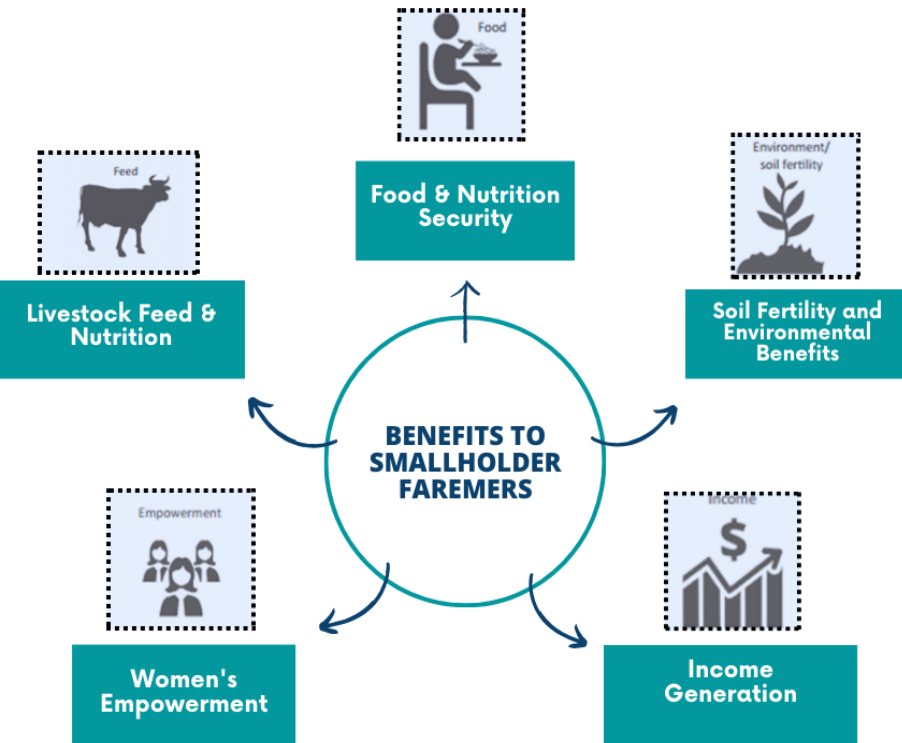 Food
Food & Nutrition
Security
Feed
Livestock Feed &
Nutrition
Environment/
soil fertility
Soil Fertility and
Environmental
Benefits
BENEFITS TO
SMALLHOLDER
FAREMERS
Empowerment
Women's
Empowerment
Income
$
Income
Generation